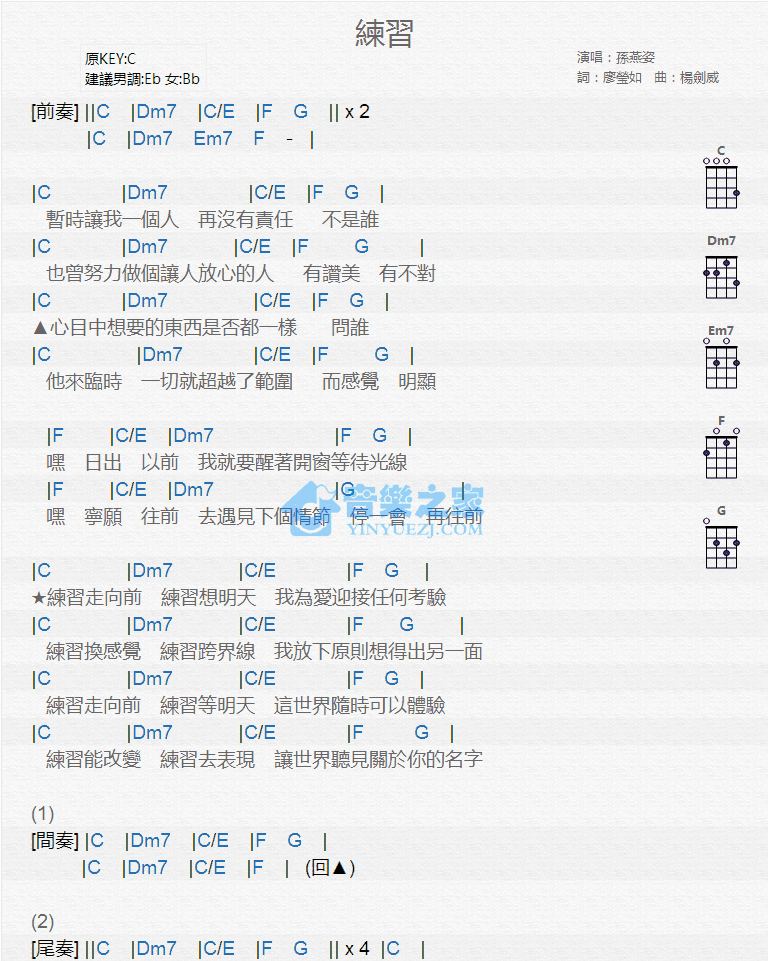 練習
原KEY:C
建議男調:Eb 女:Bb
演唱：孫燕姿
詞：廖瑩如 曲：楊劍威
[前奏] ||C |Dm7 |C/E |F G || x 2
|C |Dm7 Em7 F - |
|C |Dm7 |C/E |F G |
暫時讓我一個人 再沒有責任 不是誰
|C |Dm7 |C/E |F G |
也曾努力做個讓人放心的人 有讚美 有不對
|C |Dm7 |C/E |F G |
▲心目中想要的東西是否都一樣 問誰
|C |Dm7 |C/E |F G |
他來臨時 一切就超越了範圍 而感覺 明顯
|F |C/E |Dm7 |F G |
嘿 日出 以前 我就要醒著開窗等待光線
|F |C/E |Dm7 |G |
嘿 寧願 往前 去遇見下個情節 停一會 再往前
音樂之家
YINYUEZJ.COM
|C |Dm7 |C/E |F G |
★練習走向前 練習想明天 我為愛迎接任何考驗
|C |Dm7 |C/E |F G |
練習換感覺 練習跨界線 我放下原則想得出另一面
|C |Dm7 |C/E |F G |
練習走向前 練習等明天 這世界隨時可以體驗
|C |Dm7 |C/E |F G |
練習能改變 練習去表現 讓世界聽見關於你的名字
(1)
[間奏] |C |Dm7 |C/E |F G |
|C |Dm7 |C/E |F | (回▲)
(2)
[尾奏] ||C |Dm7 |C/E |F G || x 4 |C |
C
Dm7
Em7
F
G